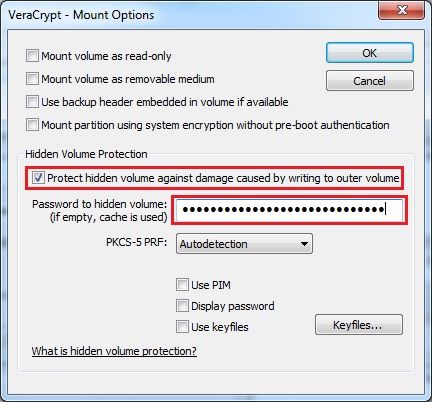 VeraCrypt - Mount Options
Mount volume as read-only
OK
Mount volume as removable medium
Cancel
Use backup header embedded in volume if available
Mount partition using system encryption without pre-boot authentication
Hidden Volume Protection
Protect hidden volume against damage caused by writing to outer volume
Password to hidden volume:
(if empty, cache is used)
PKCS-5 PRF: Autodetection
Use PIM
Display password
Use keyfiles
Keyfiles...
What is hidden volume protection?